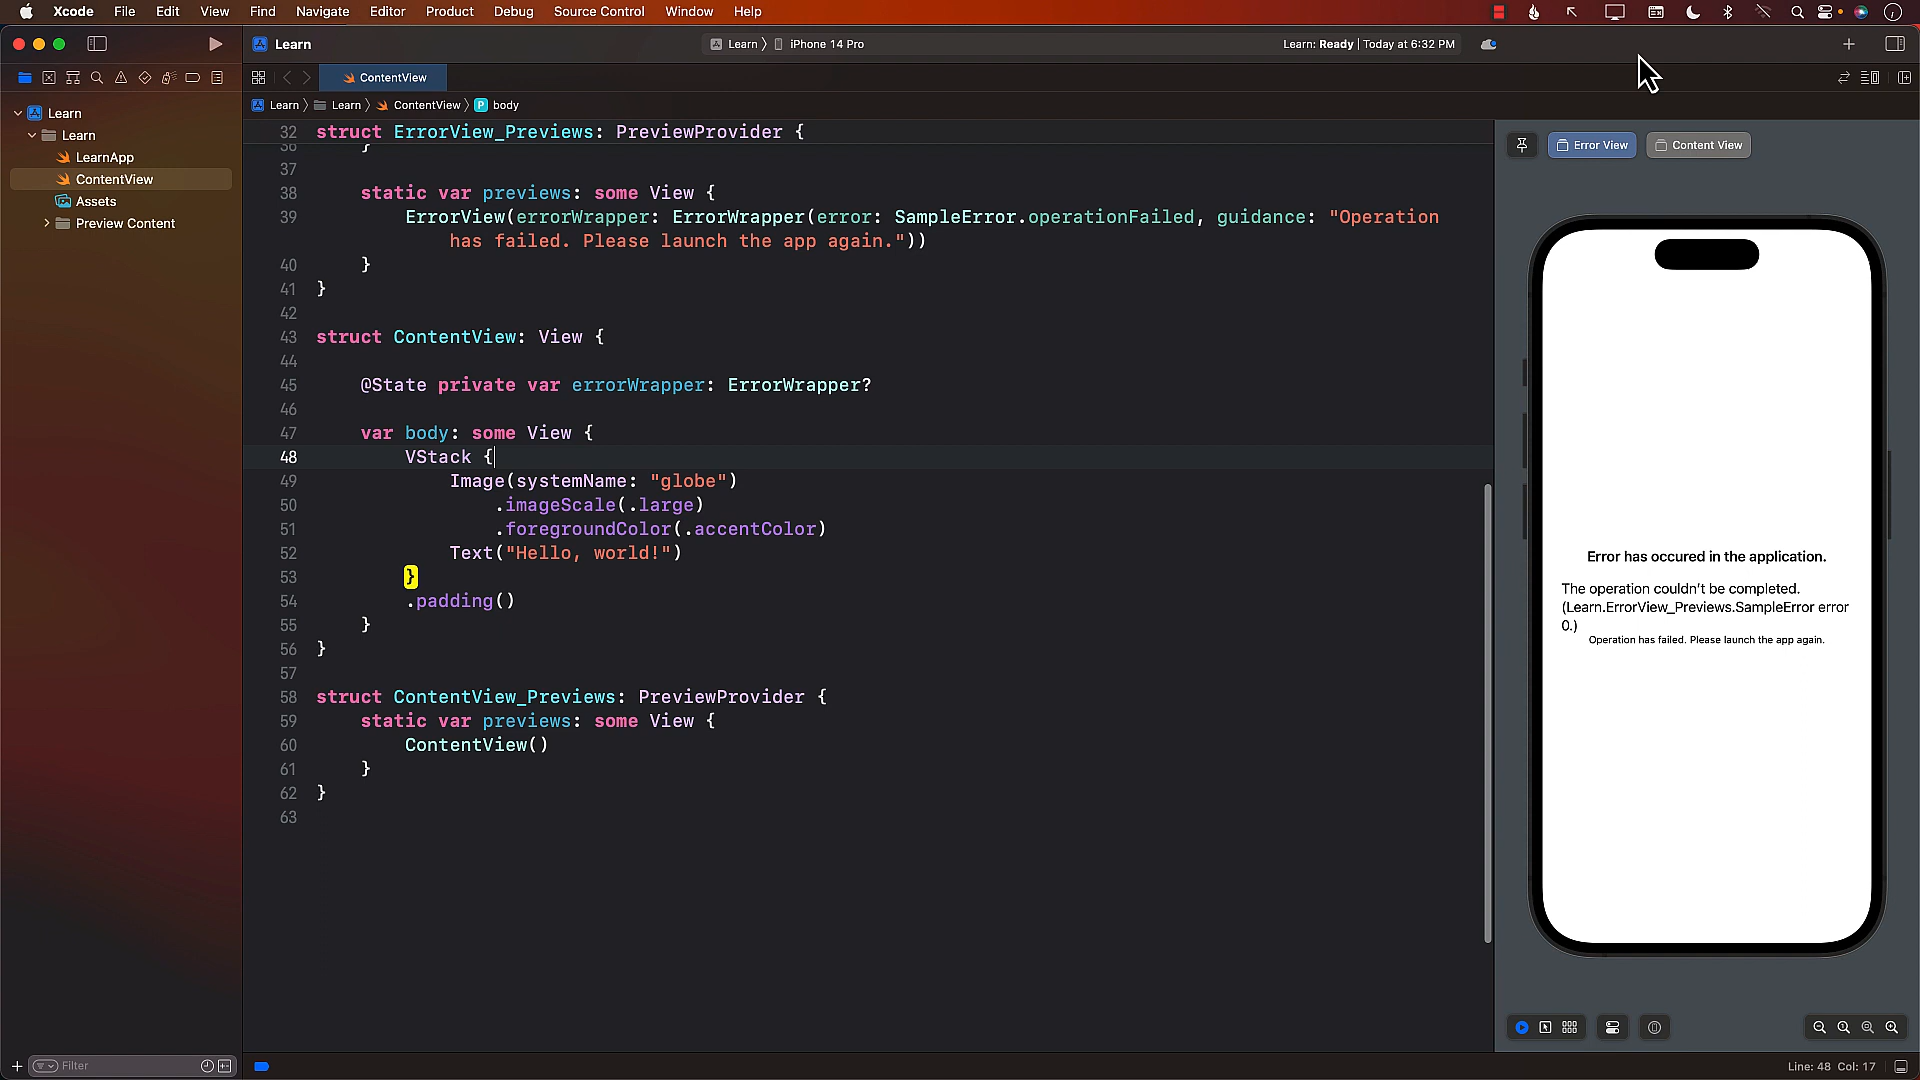 Xcode File Edit View Find Navigate Editor Product Debug Source Control Window Help
Learn
Learn 〉 iPhone 14 Pro
Learn: Ready | Today at 6:32 PM
ContentView
Learn 〉 Learn 〉 ContentView 〉 P body
Learn
Learn
LearnApp
ContentView
Assets
Preview Content
32 struct ErrorView_Previews: PreviewProvider {
36 }
37
38 static var previews: some View {
39 ErrorView(errorWrapper: ErrorWrapper(error: SampleError.operationFailed, guidance: "Operation
has failed. Please launch the app again."))
40 }
41 }
42
43 struct ContentView: View {
44
45 @State private var errorWrapper: ErrorWrapper?
46
47 var body: some View {
48 VStack {
49 Image(systemName: "globe")
50 .imageScale(.large)
51 .foregroundColor(.accentColor)
52 Text("Hello, world!")
53 }
54 .padding()
55 }
56 }
57
58 struct ContentView_Previews: PreviewProvider {
59 static var previews: some View {
60 ContentView()
61 }
62 }
63
Error View
Content View
Error has occured in the application.
The operation couldn't be completed.
(Learn.ErrorView_Previews.SampleError error
0.)
Operation has failed. Please launch the app again.
Filter
Line: 48 Col: 17